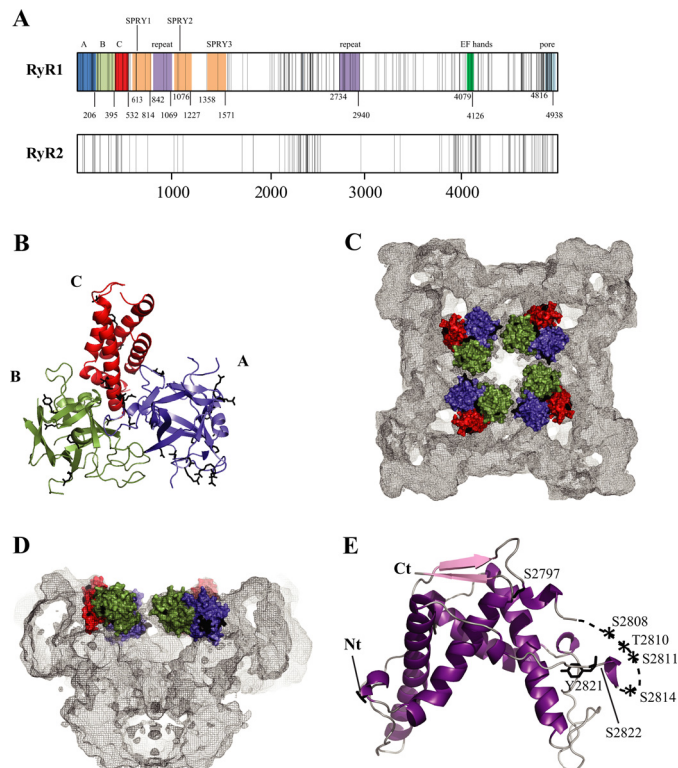 A
SPRY1 SPRY2
A B C repeat SPRY3 repeat EF hands pore
RyR1
613 842 1076 1358 2734 4079 4816
206 395 532 814 1069 1227 1571 2940 4126 4938
RyR2
1000 2000 3000 4000
B
C
B
A
C
D
E
Ct
S2797
S2808
T2810
S2811
Nt
Y2821
S2814
S2822